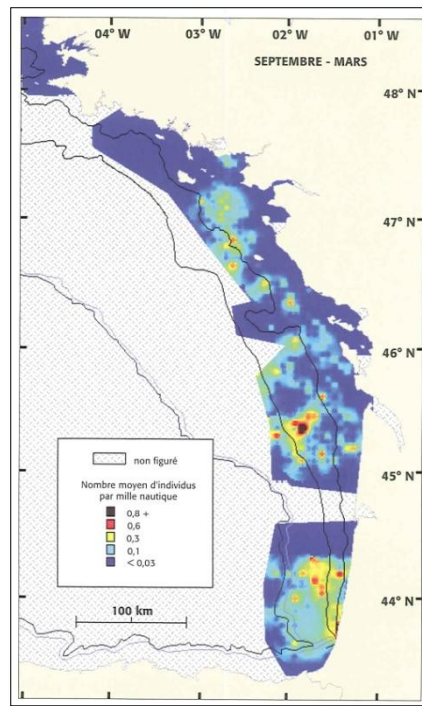 04° W 03° W 02° W 01° W
SEPTEMBRE - MARS
48° N
47° N
46° N
45° N
44° N
non figuré
Nombre moyen d'individus
par mille nautique
0,8 +
0,6
0,3
0,1
< 0,03
100 km